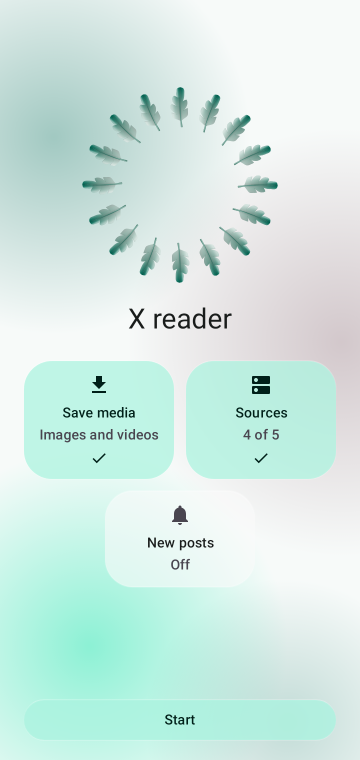 X reader
Save media
Images and videos
Sources
4 of 5
New posts
Off
Start